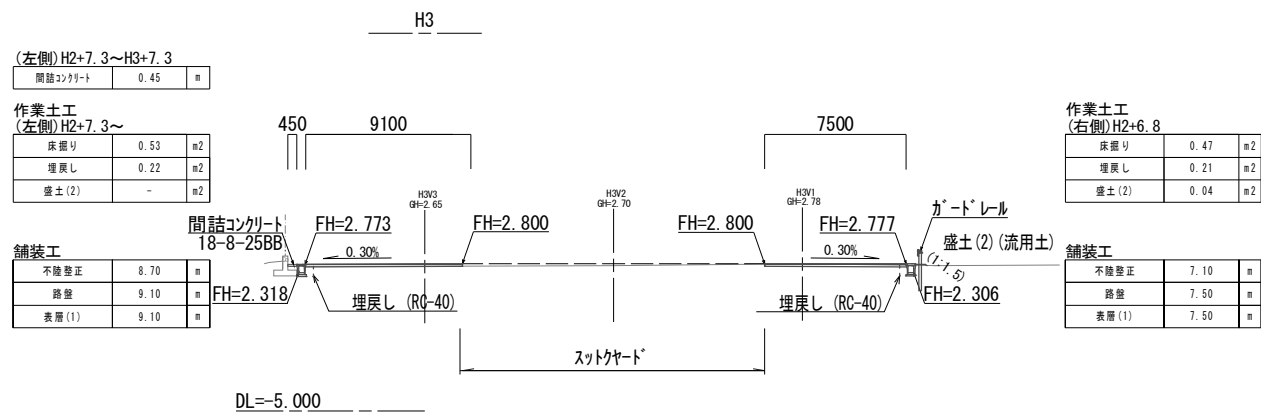 H3
(左側)H2+7.3～H3+7.3
間詰ｺﾝｸﾘｰﾄ 0.45 m
作業土工
(左側)H2+7.3～
床掘り 0.53 m2
埋戻し 0.22 m2
盛土(2) - m2
舗装工
不陸整正 8.70 m
路盤 9.10 m
表層(1) 9.10 m
450
9100
7500
H3V3
GH=2.65
H3V2
GH=2.70
H3V1
GH=2.78
間詰ｺﾝｸﾘｰﾄ
18-8-25BB
FH=2.773
FH=2.800
FH=2.800
FH=2.777
0.30%
0.30%
FH=2.318
埋戻し (RC-40)
埋戻し (RC-40)
FH=2.306
ｶﾞｰﾄﾞﾚｰﾙ
盛土(2)(流用土)
(1:1.5)
ｽｯﾄｸﾔｰﾄﾞ
作業土工
(右側)H2+6.8
床掘り 0.47 m2
埋戻し 0.21 m2
盛土(2) 0.04 m2
舗装工
不陸整正 7.10 m
路盤 7.50 m
表層(1) 7.50 m
DL=-5.000